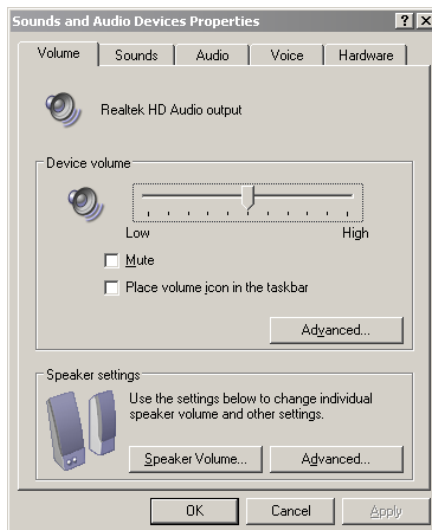 Sounds and Audio Devices Properties
Volume
Sounds
Audio
Voice
Hardware
Realtek HD Audio output
Device volume
Low
High
Mute
Place volume icon in the taskbar
Advanced...
Speaker settings
Use the settings below to change individual
speaker volume and other settings.
Speaker Volume...
Advanced...
OK
Cancel
Apply